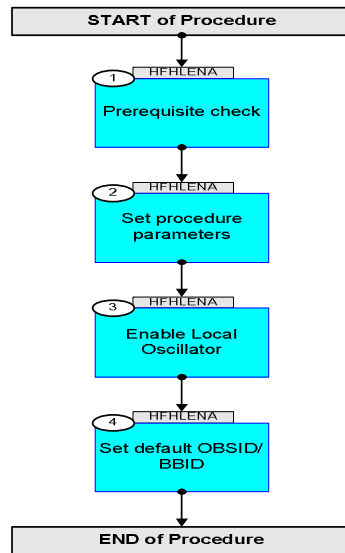 START of Procedure
HFHLENA
1
Prerequisite check
HFHLENA
2
Set procedure
parameters
HFHLENA
3
Enable Local
Oscillator
HFHLENA
4
Set default OBSID/
BBID
END of Procedure